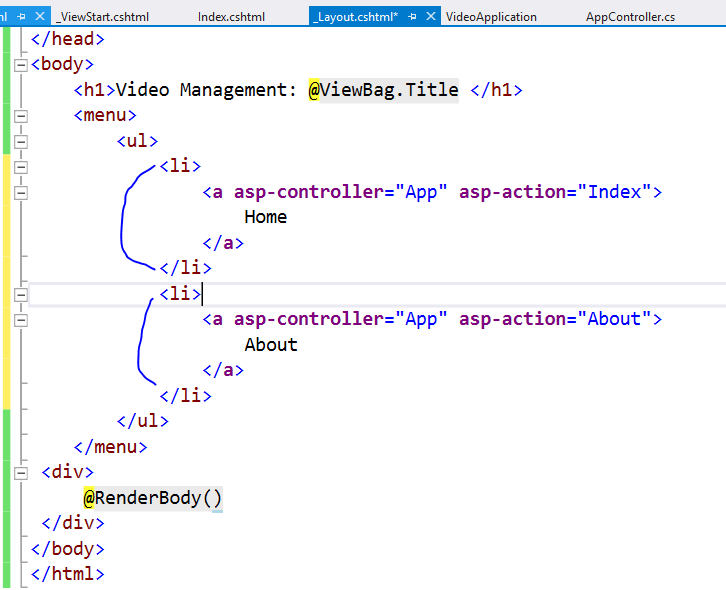 nl _ViewStart.cshtml Index.cshtml _Layout.cshtml* VideoApplication AppController.cs
</head>
<body>
<h1>Video Management: @ViewBag.Title </h1>
<menu>
<ul>
<li>
<a asp-controller="App" asp-action="Index">
Home
</a>
</li>
<li>
<a asp-controller="App" asp-action="About">
About
</a>
</li>
</ul>
</menu>
<div>
@RenderBody()
</div>
</body>
</html>